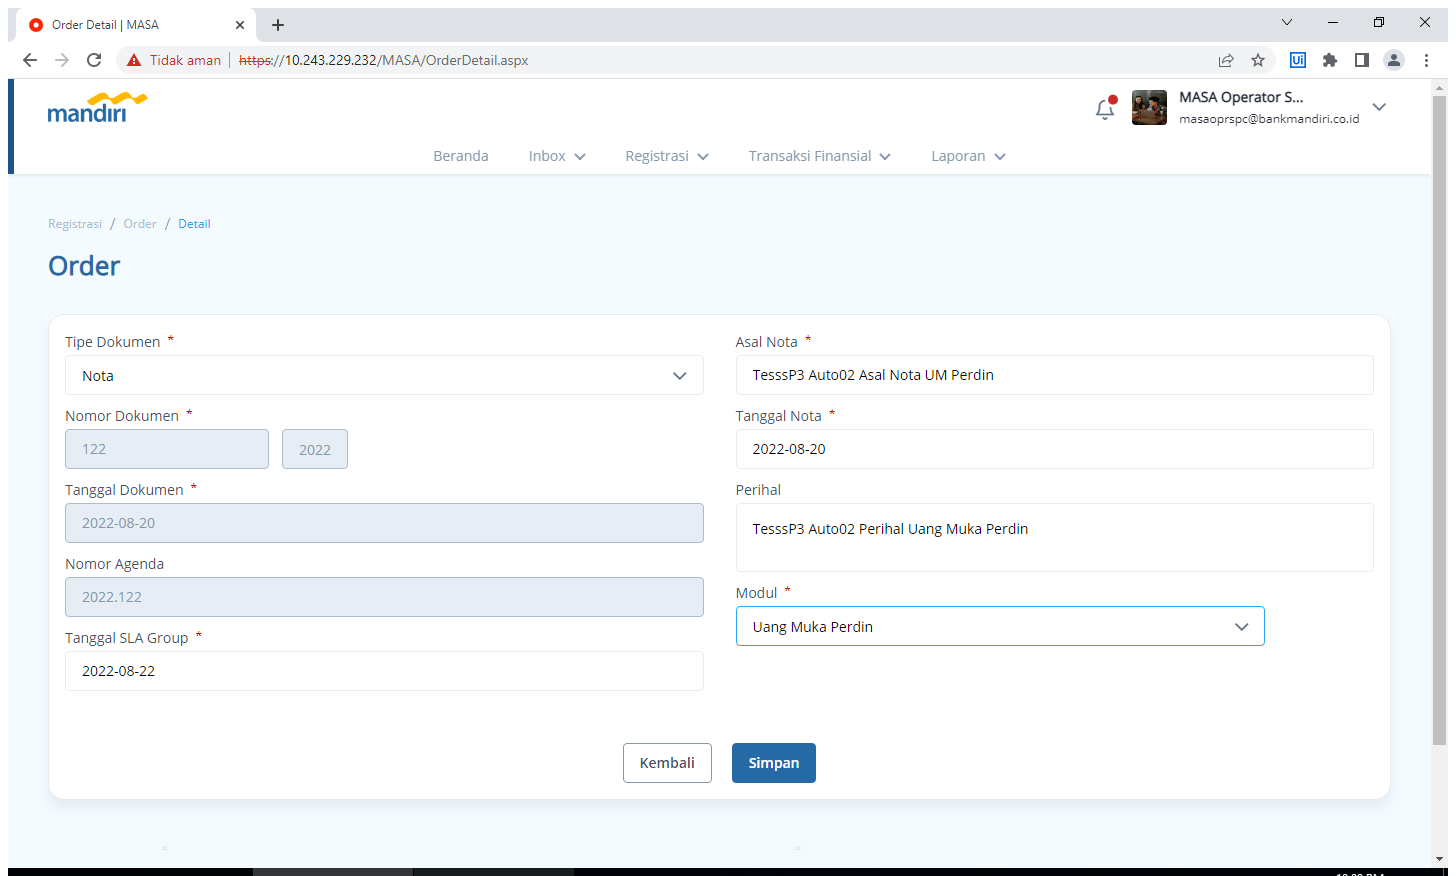 Order Detail | MASA
Tidak aman
https://10.243.229.232/MASA/OrderDetail.aspx
Ui
mandiri
MASA Operator S...
masaoprspc@bankmandiri.co.id
Beranda
Inbox
Registrasi
Transaksi Finansial
Laporan
Registrasi / Order / Detail
Order
Tipe Dokumen *
Nota
Nomor Dokumen *
122
2022
Tanggal Dokumen *
2022-08-20
Nomor Agenda
2022.122
Tanggal SLA Group *
2022-08-22
Asal Nota *
TesssP3 Auto02 Asal Nota UM Perdin
Tanggal Nota *
2022-08-20
Perihal
TesssP3 Auto02 Perihal Uang Muka Perdin
Modul *
Uang Muka Perdin
Kembali
Simpan